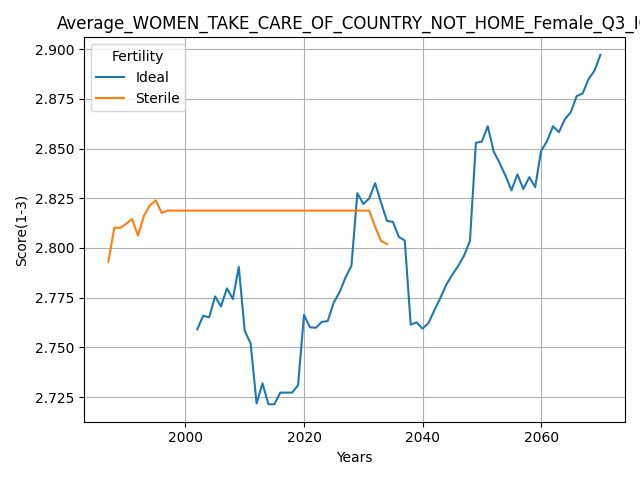 Average_WOMEN_TAKE_CARE_OF_COUNTRY_NOT_HOME_Female_Q3_I
Fertility
Ideal
Sterile
2.900
2.875
2.850
2.825
2.800
2.775
2.750
2.725
Score(1-3)
2000
2020
2040
2060
Years